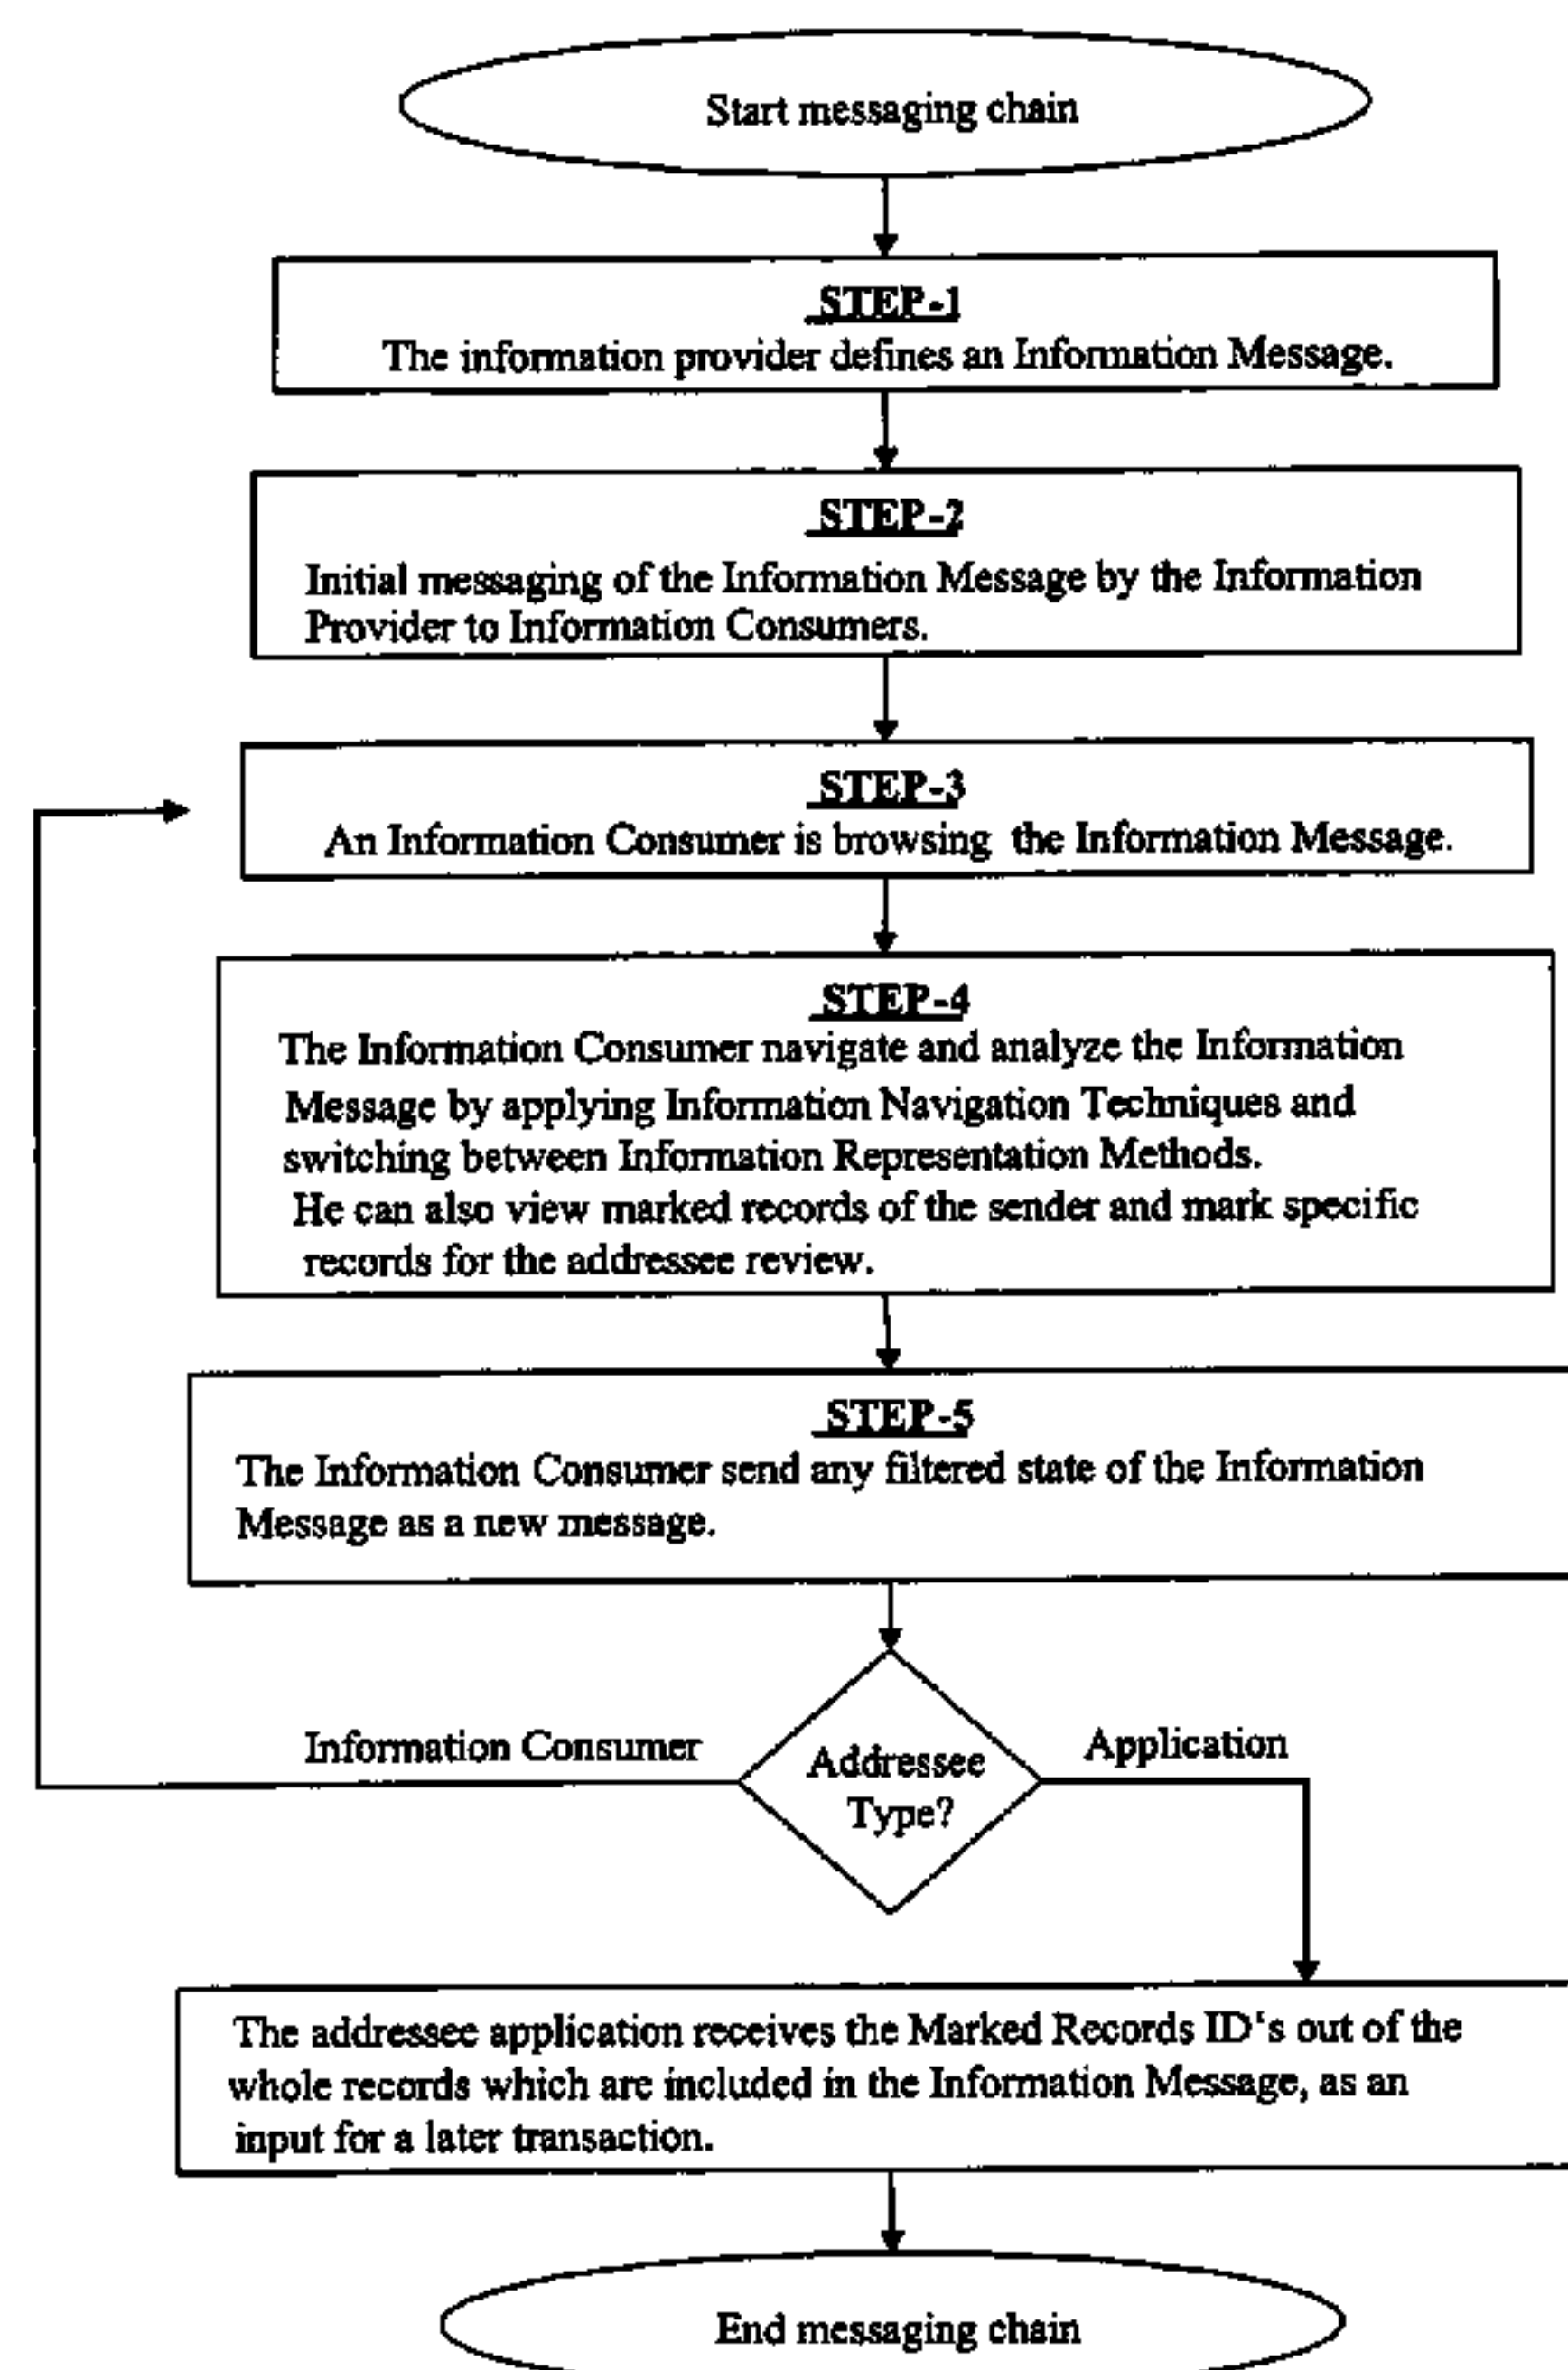 Start messaging chain
STEP-1
The information provider defines an Information Message.
STEP-2
Initial messaging of the Information Message by the Information
Provider to Information Consumers.
STEP-3
An Information Consumer is browsing the Information Message.
STEP-4
The Information Consumer navigate and analyze the Information
Message by applying Information Navigation Techniques and
switching between Information Representation Methods.
He can also view marked records of the sender and mark specific
records for the addressee review.
STEP-5
The Information Consumer send any filtered state of the Information
Message as a new message.
Information Consumer
Addressee
Type?
Application
The addressee application receives the Marked Records ID's out of the
whole records which are included in the Information Message, as an
input for a later transaction.
End messaging chain